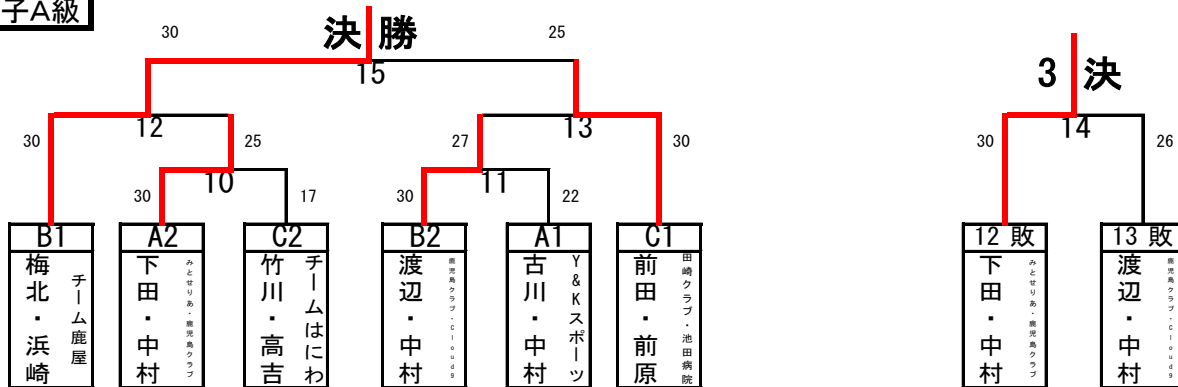 子A級
30
決勝
25
15
3決
30
12
25
27
13
30
30
14
26
30
10
17
30
11
22
B1
A2
C2
B2
A1
C1
12 敗
13 敗
梅北・浜崎
チーム鹿屋
下田・中村
みとせりあ・鹿児島クラブ
竹川・高吉
チームはにわ
渡辺・中村
鹿児島クラブ・Cloud9
古川・中村
Y&Kスポーツ
前田・前原
田崎クラブ・池田病院
下田・中村
みとせりあ・鹿児島クラブ
渡辺・中村
鹿児島クラブ・Cloud9